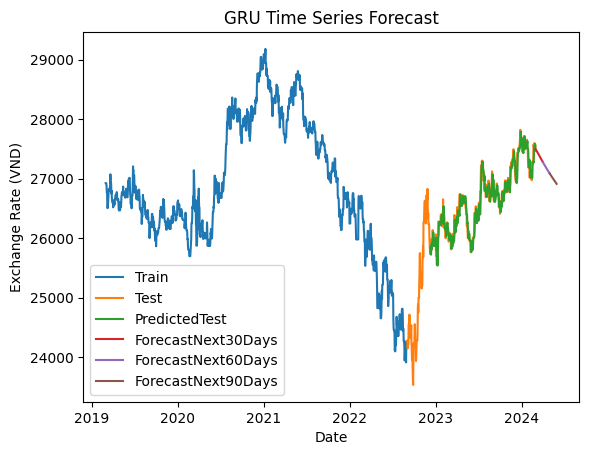 GRU Time Series Forecast
Exchange Rate (VND)
29000
28000
27000
26000
25000
24000
Train
Test
PredictedTest
ForecastNext30Days
ForecastNext60Days
ForecastNext90Days
2019 2020 2021 2022 2023 2024
Date